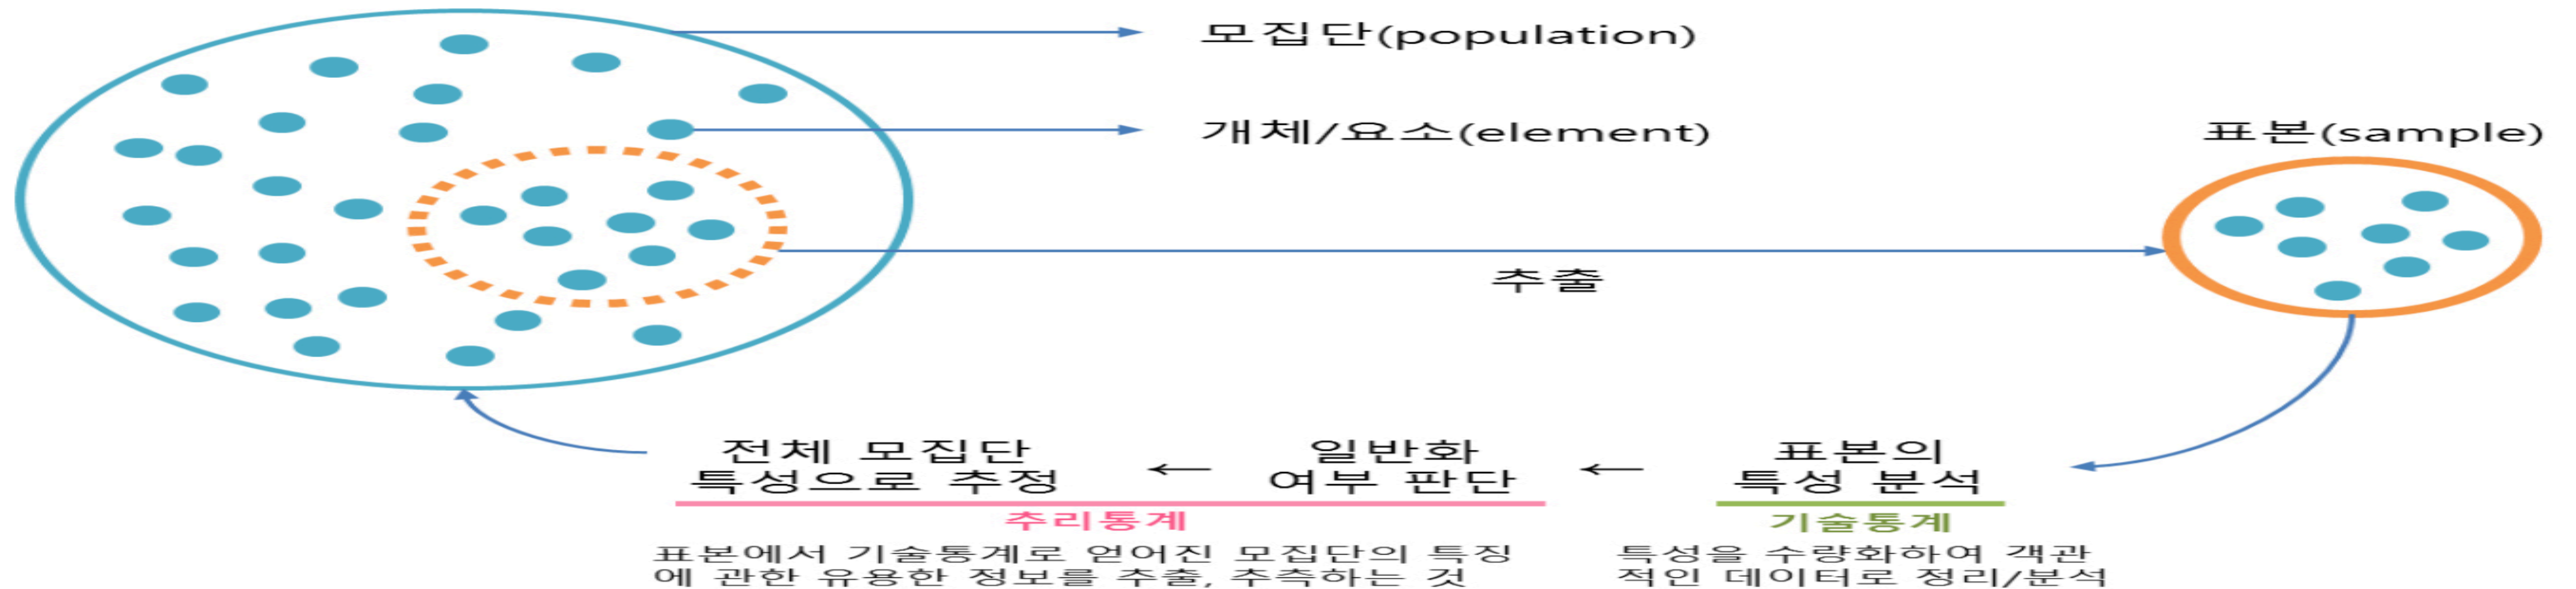 모집단(population)
개체/요소(element)
표본(sample)
추출
전체 모집단
특성으로 추정
←
일반화
여부 판단
←
표본의
특성 분석
추리통계
기술통계
표본에서 기술통계로 얻어진 모집단의 특징
에 관한 유용한 정보를 추출, 추측하는 것
특성을 수량화하여 객관
적인 데이터로 정리/분석